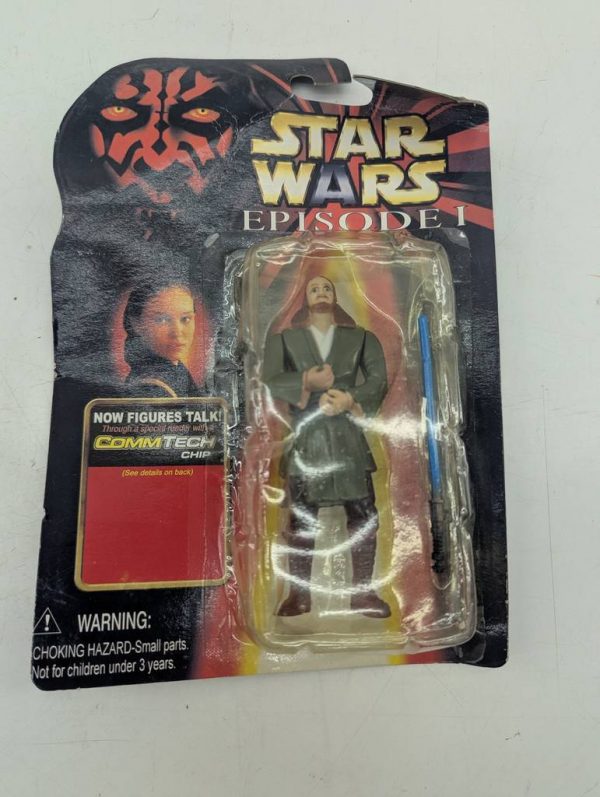 STAR
WARS
EPISODE I
NOW FIGURES TALK!
Through a special reader with a
COMMTECH
CHIP
(See details on back)
WARNING:
CHOKING HAZARD-Small parts.
Not for children under 3 years.